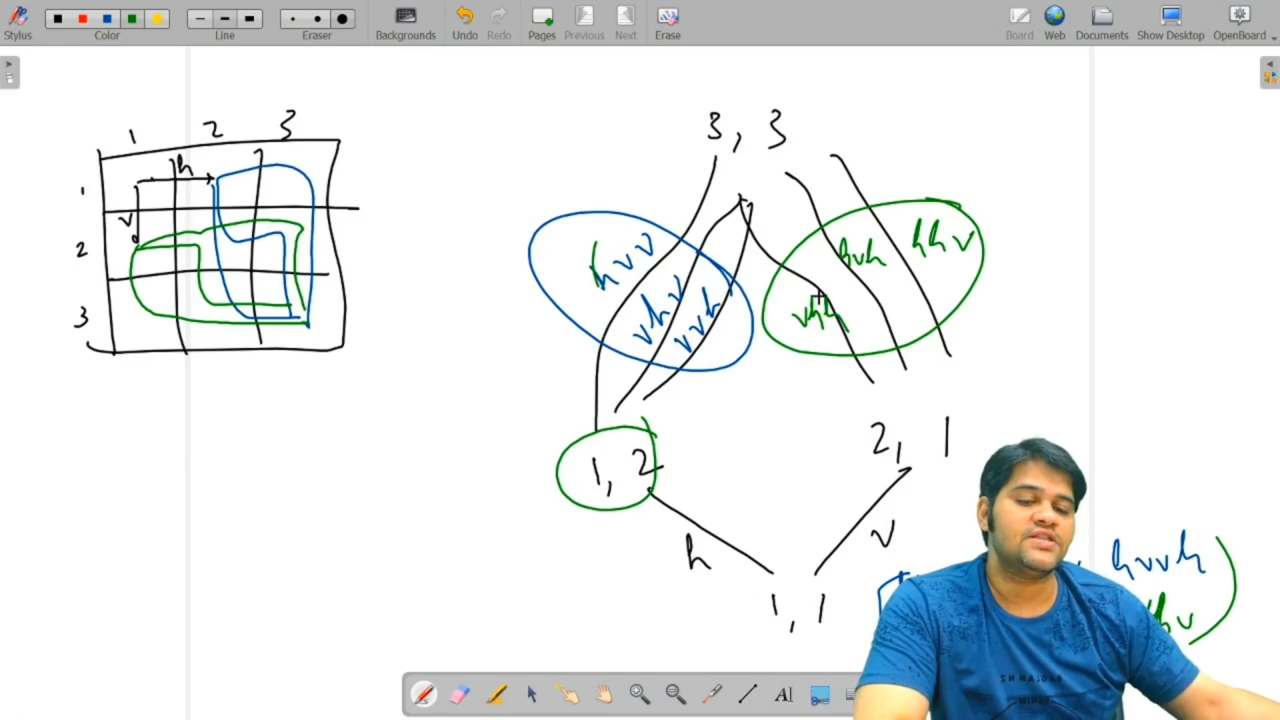 Stylus
Color
Line
Eraser
Backgrounds
Undo
Redo
Pages
Previous
Next
Erase
Board
Web
Documents
Show Desktop
OpenBoard
1 2 3
h
1
v
2
3
3, 3
hvv
vhv
vvh
hvh
hhv
vhh
1, 2
2, 1
h
v
1, 1
hvvh
hv
AI